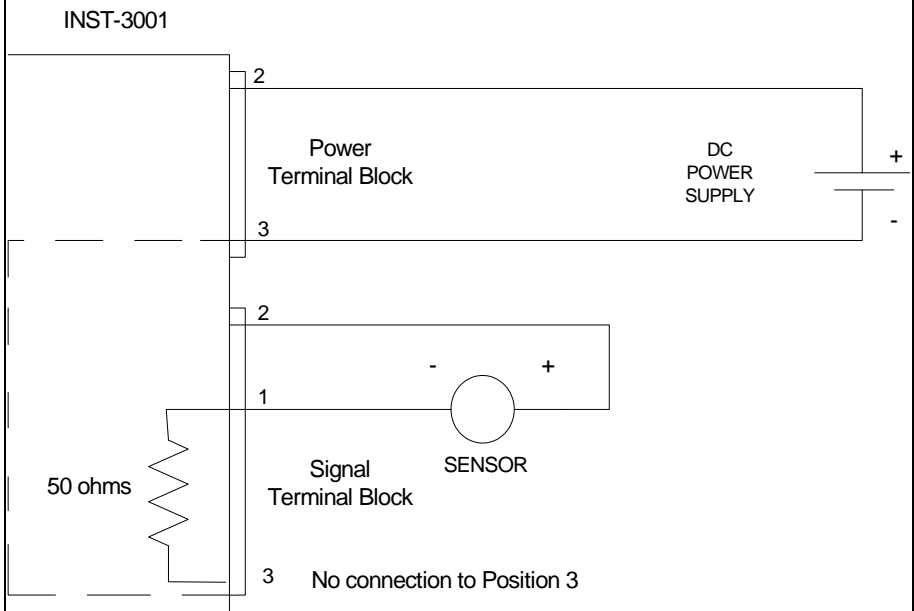 INST-3001
2
Power
Terminal Block
DC
POWER
SUPPLY
+
-
3
2
-
+
1
SENSOR
50 ohms
Signal
Terminal Block
3
No connection to Position 3